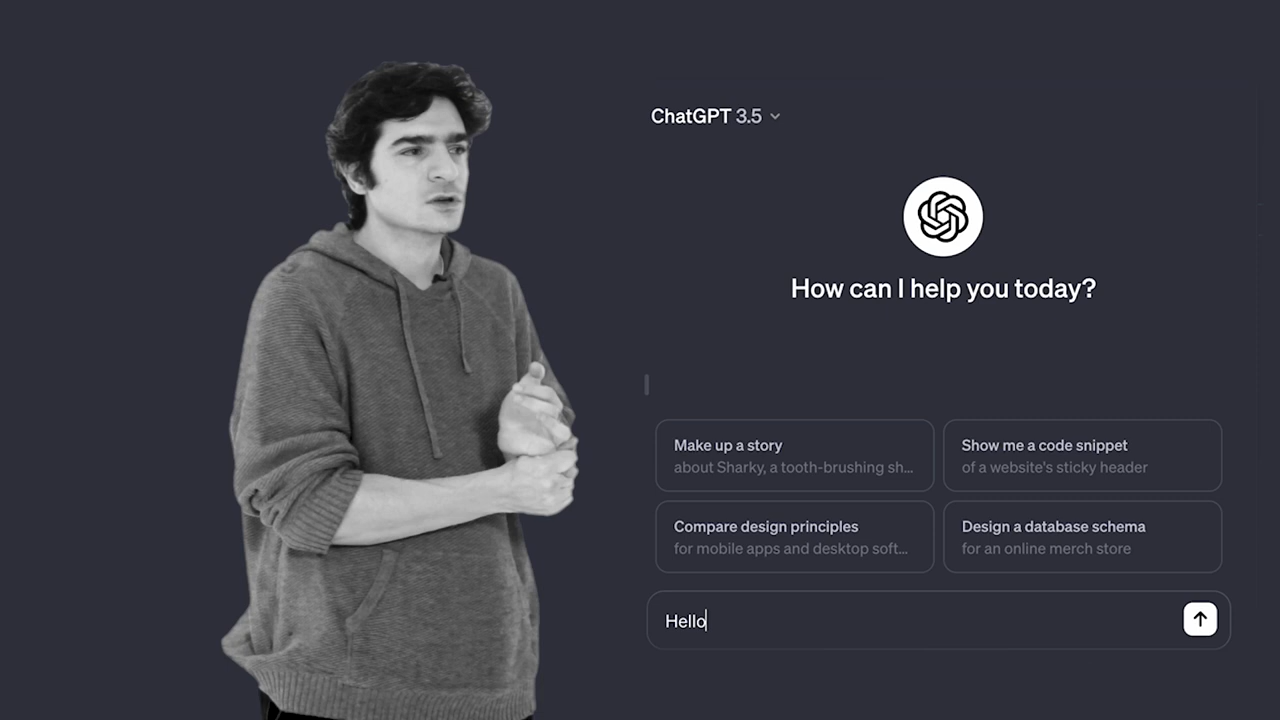 ChatGPT 3.5
How can I help you today?
Make up a story
about Sharky, a tooth-brushing sh...
Show me a code snippet
of a website's sticky header
Compare design principles
for mobile apps and desktop soft...
Design a database schema
for an online merch store
Hello